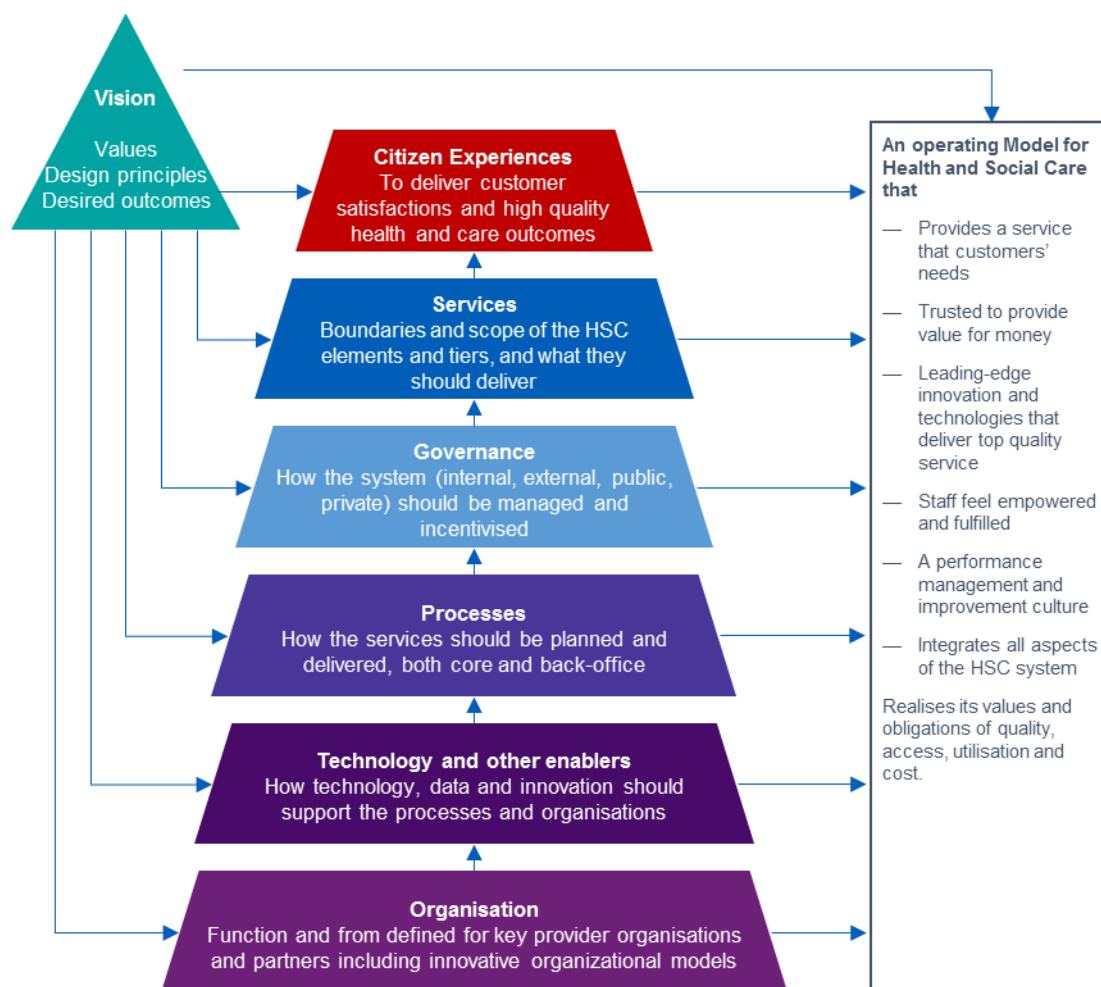 Vision
Values
Design principles
Desired outcomes
Citizen Experiences
To deliver customer
satisfactions and high quality
health and care outcomes
Services
Boundaries and scope of the HSC
elements and tiers, and what they
should deliver
Governance
How the system (internal, external, public,
private) should be managed and
incentivised
Processes
How the services should be planned and
delivered, both core and back-office
Technology and other enablers
How technology, data and innovation should
support the processes and organisations
Organisation
Function and from defined for key provider organisations
and partners including innovative organizational models
An operating Model for
Health and Social Care
that
— Provides a service
that customers’
needs
— Trusted to provide
value for money
— Leading-edge
innovation and
technologies that
deliver top quality
service
— Staff feel empowered
and fulfilled
— A performance
management and
improvement culture
— Integrates all aspects
of the HSC system
Realises its values and
obligations of quality,
access, utilisation and
cost.